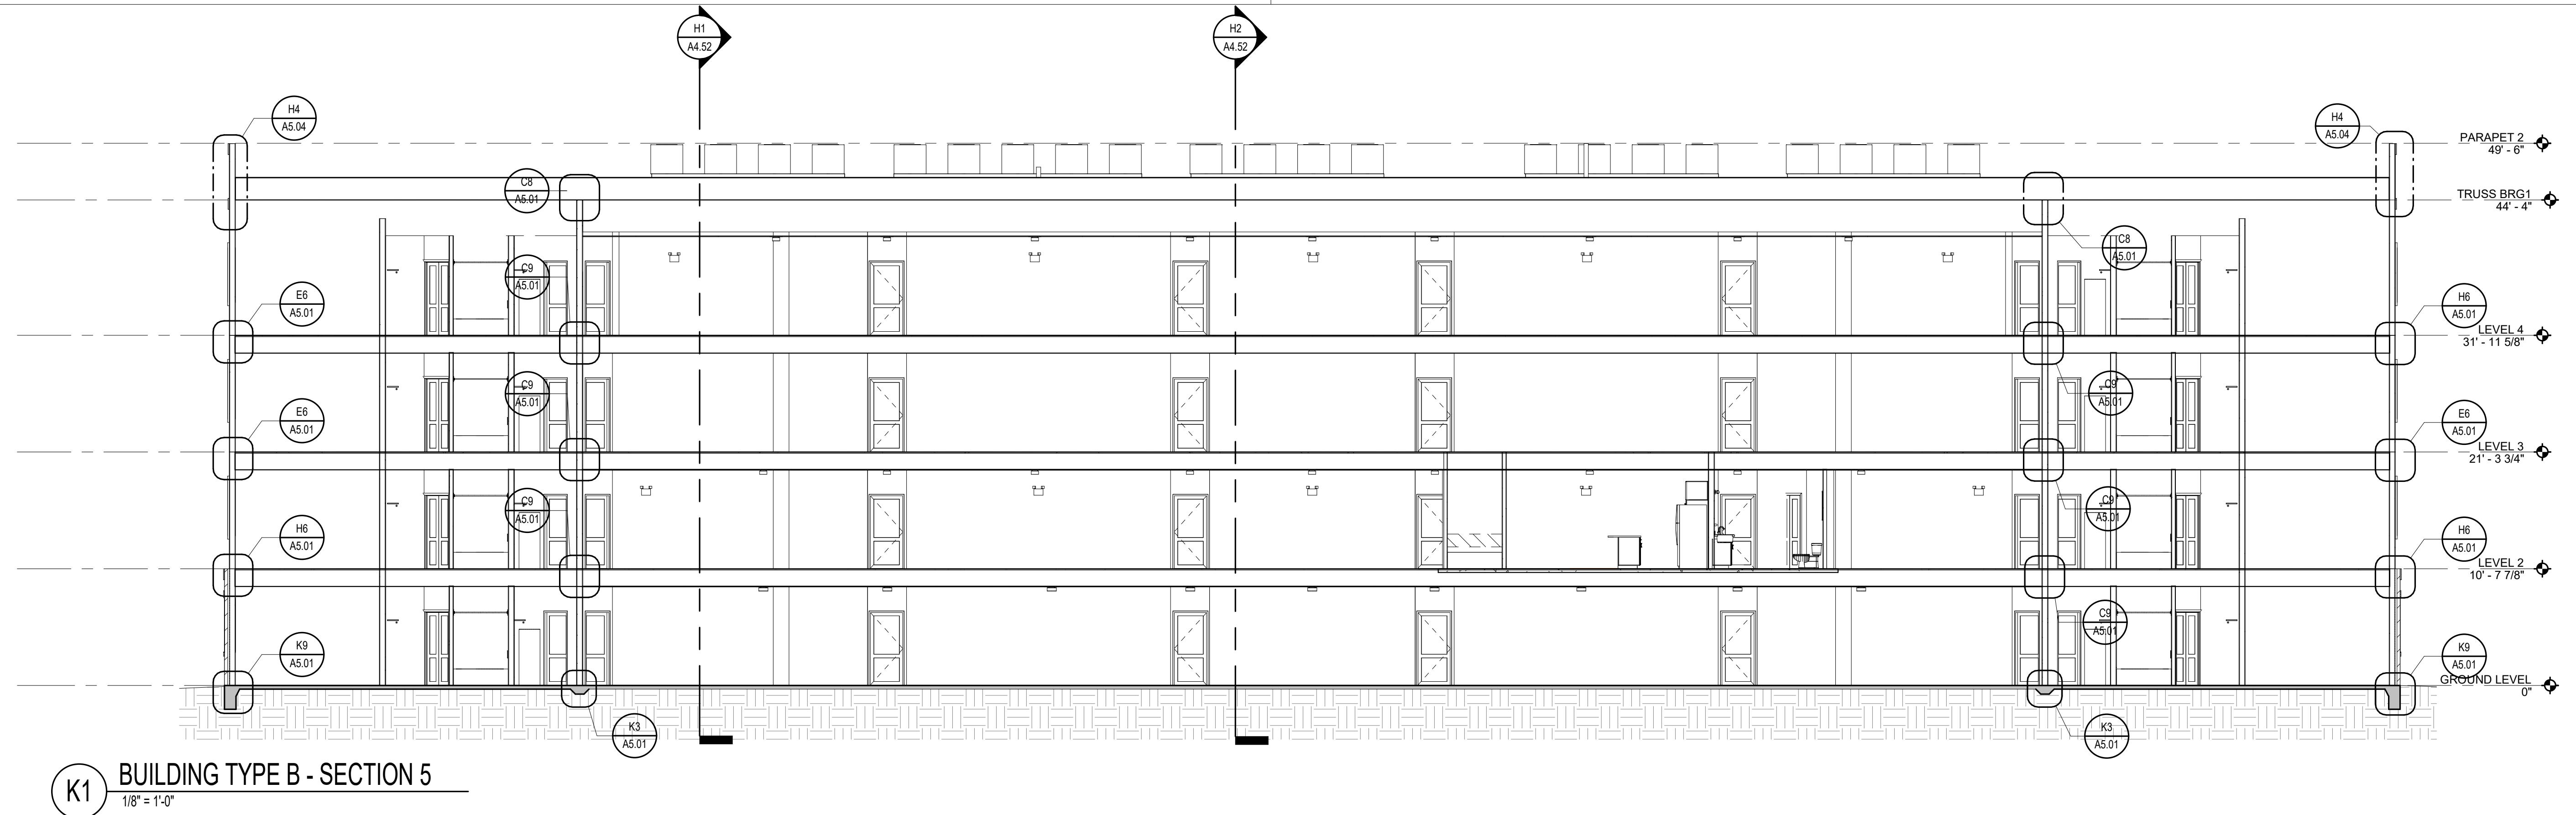 H1
A4.52
H2
A4.52
H4
A5.04
H4
A5.04
PARAPET 2
49' - 6"
C8
A5.01
TRUSS BRG1
44' - 4"
C8
A5.01
C9
A5.01
E6
A5.01
H6
A5.01
LEVEL 4
31' - 11 5/8"
C9
A5.01
C9
A5.01
E6
A5.01
E6
A5.01
LEVEL 3
21' - 3 3/4"
C9
A5.01
C9
A5.01
H6
A5.01
H6
A5.01
LEVEL 2
10' - 7 7/8"
C9
A5.01
K9
A5.01
K9
A5.01
GROUND LEVEL
0"
K3
A5.01
K3
A5.01
K1
BUILDING TYPE B - SECTION 5
1/8" = 1'-0"